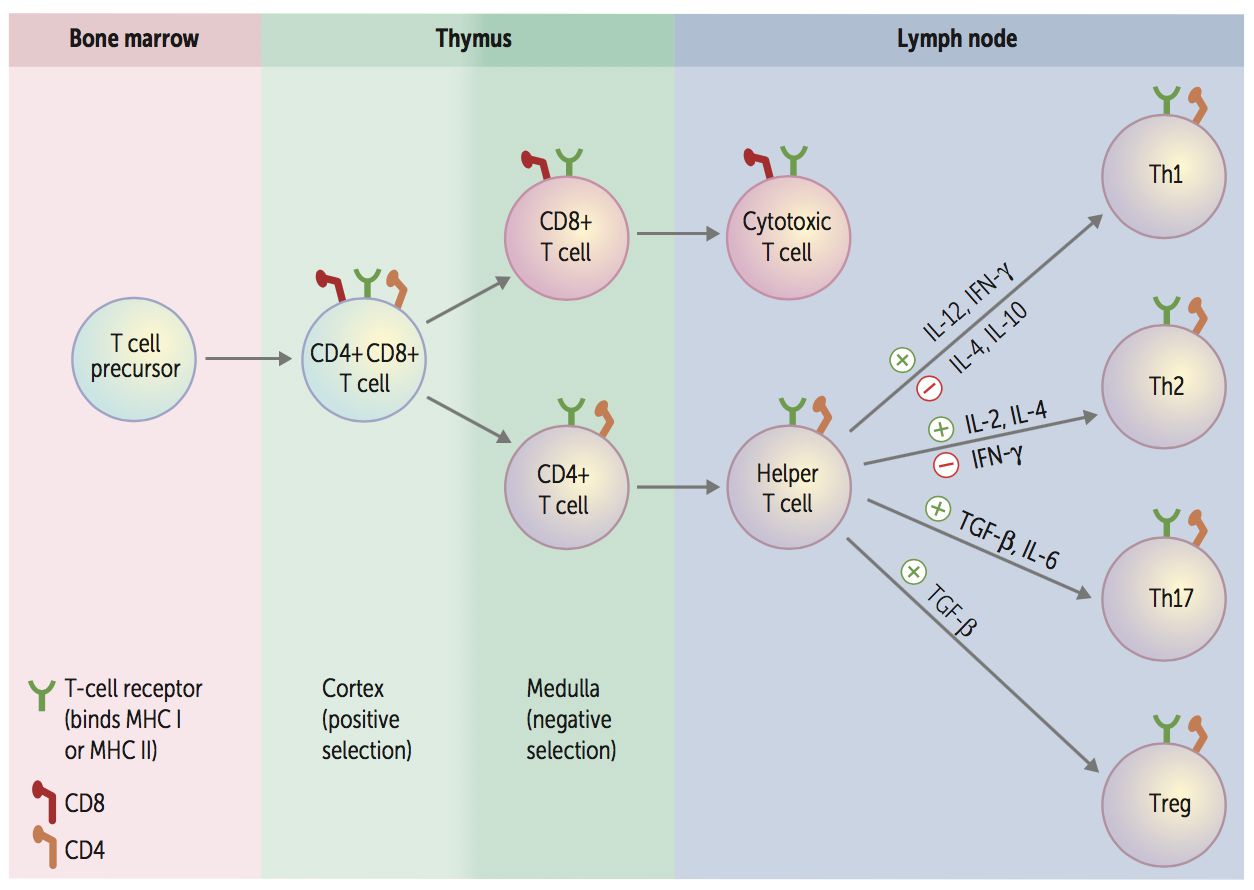 Bone marrow
Thymus
Lymph node
T cell
precursor
CD4+ CD8+
T cell
CD8+
T cell
CD4+
T cell
Cytotoxic
T cell
Helper
T cell
IL-12, IFN-γ
IL-4, IL-10
IL-2, IL-4
IFN-γ
TGF-β, IL-6
TGF-β
Th1
Th2
Th17
Treg
T-cell receptor
(binds MHC I
or MHC II)
CD8
CD4
Cortex
(positive
selection)
Medulla
(negative
selection)